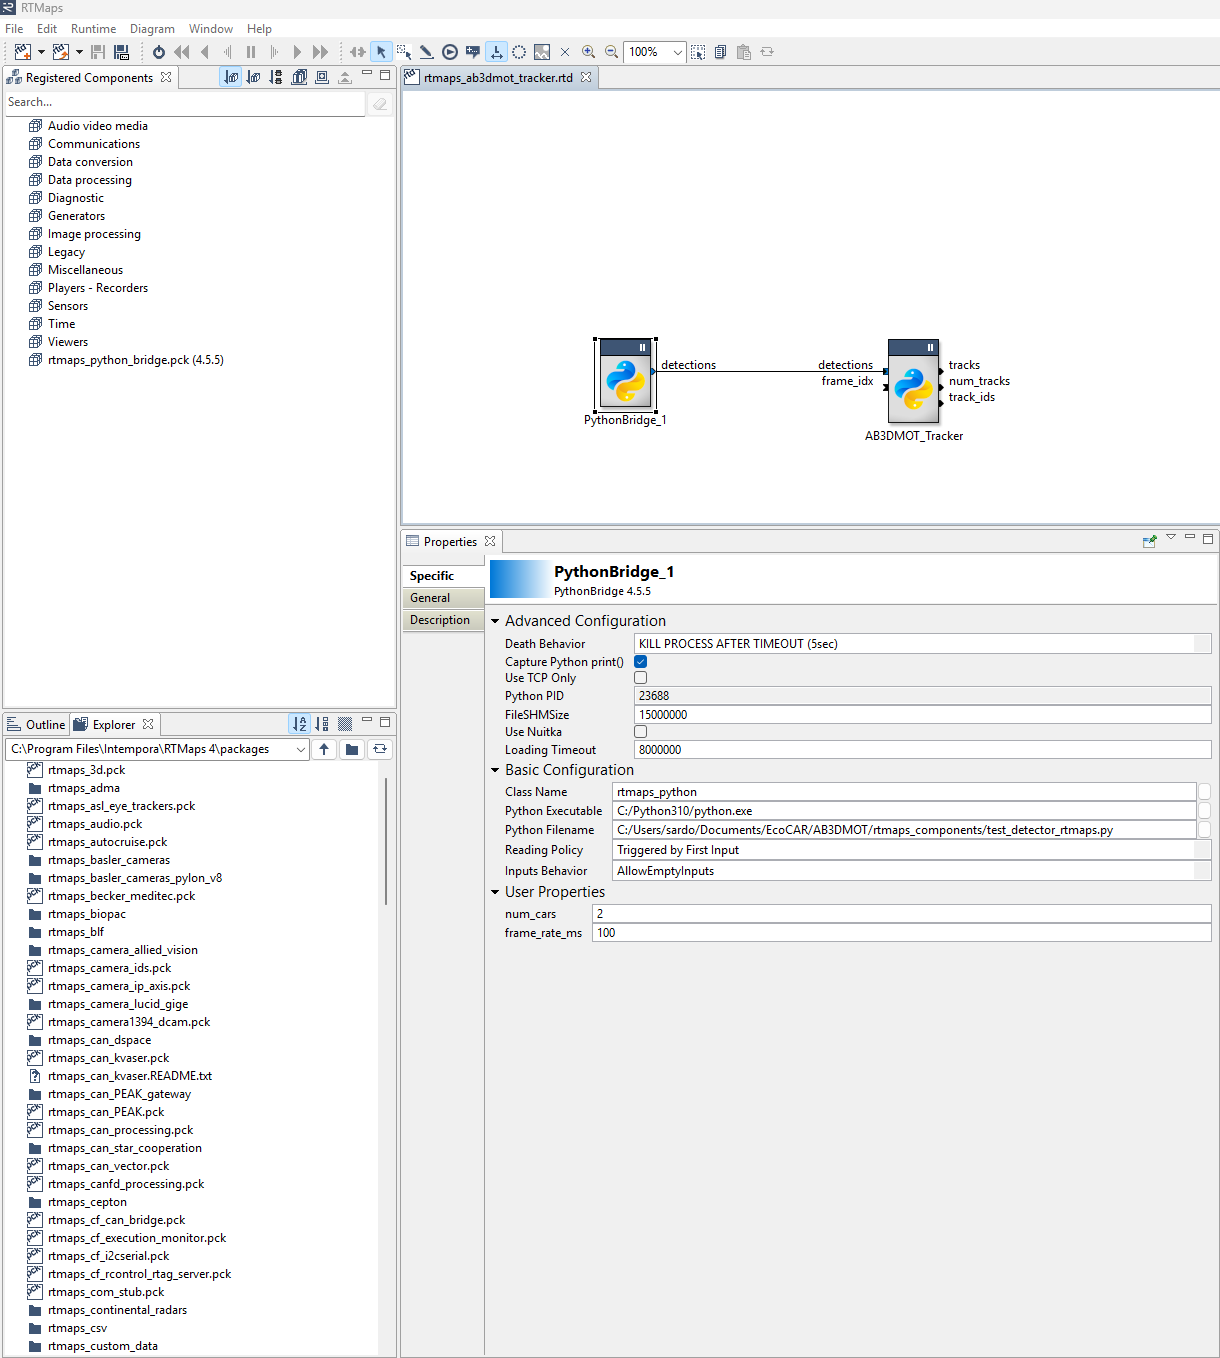 RTMaps
File Edit Runtime Diagram Window Help
100%
Registered Components
Search...
Audio video media
Communications
Data conversion
Data processing
Diagnostic
Generators
Image processing
Legacy
Miscellaneous
Players - Recorders
Sensors
Time
Viewers
rtmaps_python_bridge.pck (4.5.5)
Outline Explorer
C:\Program Files\Intempora\RTMaps 4\packages
rtmaps_3d.pck
rtmaps_adma
rtmaps_asl_eye_trackers.pck
rtmaps_audio.pck
rtmaps_autocruise.pck
rtmaps_basler_cameras
rtmaps_basler_cameras_pylon_v8
rtmaps_becker_meditec.pck
rtmaps_biopac
rtmaps_blf
rtmaps_camera_allied_vision
rtmaps_camera_ids.pck
rtmaps_camera_ip_axis.pck
rtmaps_camera_lucid_gige
rtmaps_camera1394_dcam.pck
rtmaps_can_dspace
rtmaps_can_kvaser.pck
rtmaps_can_kvaser.README.txt
rtmaps_can_PEAK_gateway
rtmaps_can_PEAK.pck
rtmaps_can_processing.pck
rtmaps_can_star_cooperation
rtmaps_can_vector.pck
rtmaps_canfd_processing.pck
rtmaps_cepton
rtmaps_cf_can_bridge.pck
rtmaps_cf_execution_monitor.pck
rtmaps_cf_i2cserial.pck
rtmaps_cf_rcontrol_rtag_server.pck
rtmaps_com_stub.pck
rtmaps_continental_radars
rtmaps_csv
rtmaps_custom_data
rtmaps_ab3dmot_tracker.rtd
detections
PythonBridge_1
detections
frame_idx
tracks
num_tracks
track_ids
AB3DMOT_Tracker
Properties
Specific
General
Description
PythonBridge_1
PythonBridge 4.5.5
Advanced Configuration
Death Behavior KILL PROCESS AFTER TIMEOUT (5sec)
Capture Python print()
Use TCP Only
Python PID 23688
FileSHMSize 15000000
Use Nuitka
Loading Timeout 8000000
Basic Configuration
Class Name rtmaps_python
Python Executable C:/Python310/python.exe
Python Filename C:/Users/sardo/Documents/EcoCAR/AB3DMOT/rtmaps_components/test_detector_rtmaps.py
Reading Policy Triggered by First Input
Inputs Behavior AllowEmptyInputs
User Properties
num_cars 2
frame_rate_ms 100